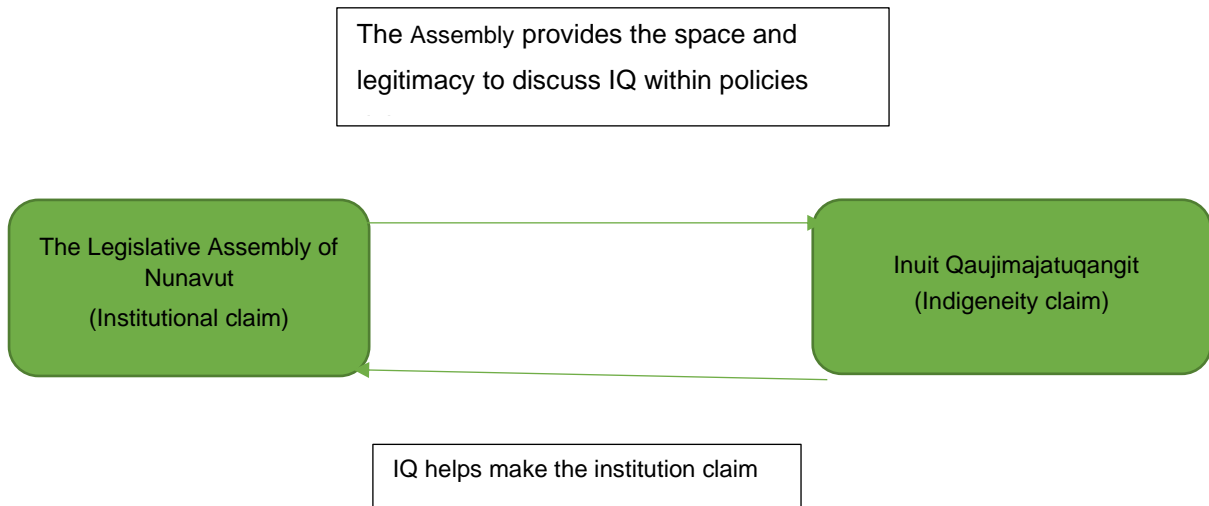 The Assembly provides the space and
legitimacy to discuss IQ within policies
The Legislative Assembly of
Nunavut
(Institutional claim)
Inuit Qaujimajatuqangit
(Indigeneity claim)
IQ helps make the institution claim